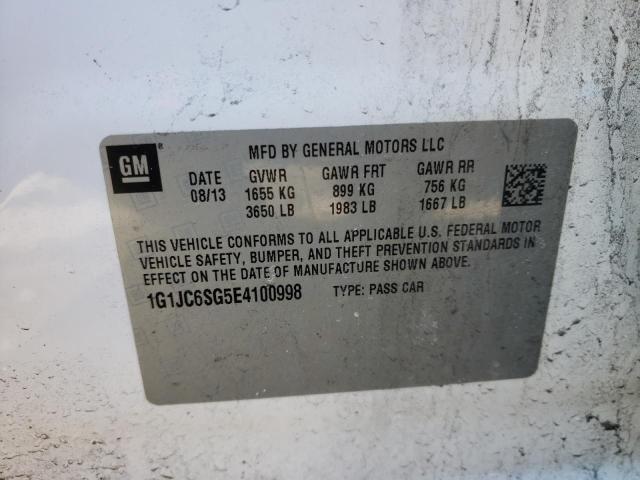 GM
®
MFD BY GENERAL MOTORS LLC
DATE GVWR GAWR FRT GAWR RR
08/13 1655 KG 899 KG 756 KG
3650 LB 1983 LB 1667 LB
THIS VEHICLE CONFORMS TO ALL APPLICABLE U.S. FEDERAL MOTOR
VEHICLE SAFETY, BUMPER, AND THEFT PREVENTION STANDARDS IN
EFFECT ON THE DATE OF MANUFACTURE SHOWN ABOVE.
1G1JC6SG5E4100998 TYPE: PASS CAR